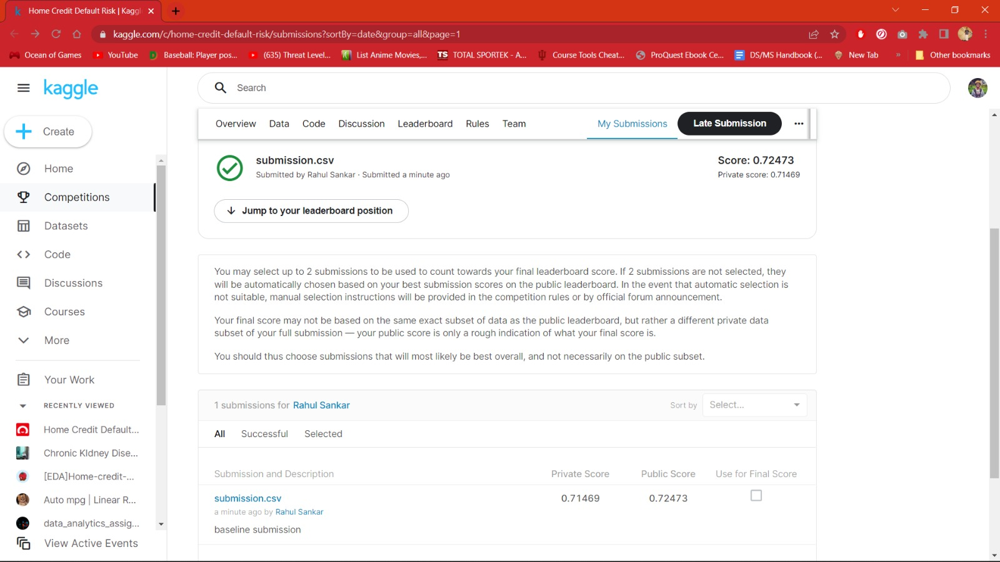 Home Credit Default Risk | Kaggl
kaggle.com/c/home-credit-default-risk/submissions?sortBy=date&group=all&page=1
Ocean of Games
YouTube
Baseball: Player pos...
(635) Threat Level...
List Anime Movies,...
TS TOTAL SPORTEK - A...
Course Tools Cheat...
ProQuest Ebook Ce...
DS/MS Handbook (...
New Tab
»
Other bookmarks
kaggle
Search
Create
Home
Competitions
Datasets
Code
Discussions
Courses
More
Your Work
RECENTLY VIEWED
Home Credit Default...
Chronic KIdney Dise...
[EDA]Home-credit-...
Auto mpg | Linear R...
data_analytics_assig...
View Active Events
Overview Data Code Discussion Leaderboard Rules Team My Submissions Late Submission
submission.csv Score: 0.72473
Submitted by Rahul Sankar · Submitted a minute ago Private score: 0.71469
Jump to your leaderboard position
You may select up to 2 submissions to be used to count towards your final leaderboard score. If 2 submissions are not selected, they
will be automatically chosen based on your best submission scores on the public leaderboard. In the event that automatic selection is
not suitable, manual selection instructions will be provided in the competition rules or by official forum announcement.
Your final score may not be based on the same exact subset of data as the public leaderboard, but rather a different private data
subset of your full submission — your public score is only a rough indication of what your final score is.
You should thus choose submissions that will most likely be best overall, and not necessarily on the public subset.
1 submissions for Rahul Sankar Sort by Select...
All Successful Selected
Submission and Description Private Score Public Score Use for Final Score
submission.csv 0.71469 0.72473
a minute ago by Rahul Sankar
baseline submission